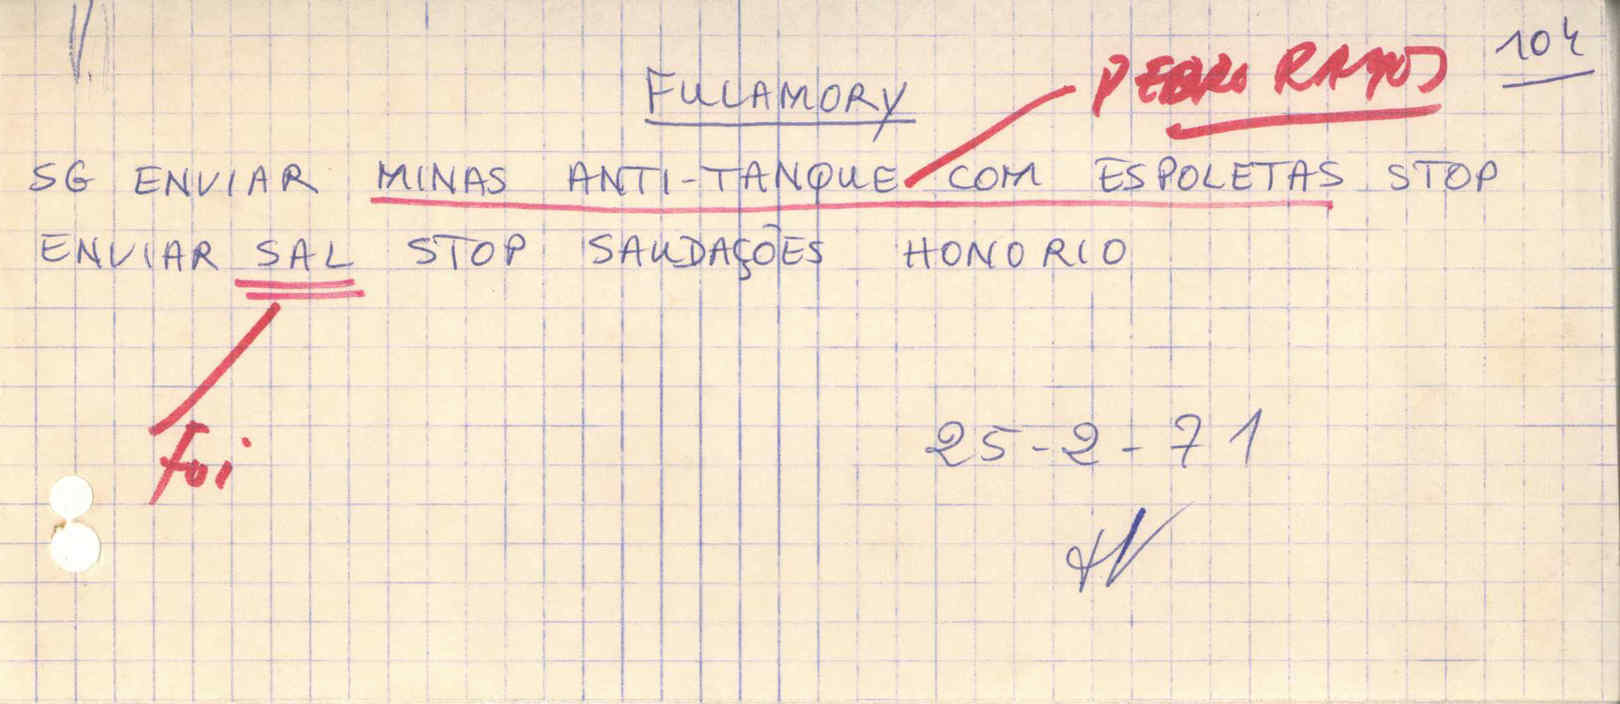 104
PEDRO RAMOS
FULAMORY
SG ENVIAR MINAS ANTI-TANQUE COM ESPOLETAS STOP
ENVIAR SAL STOP SAUDAÇÕES HONORIO
Foi
25-2-71